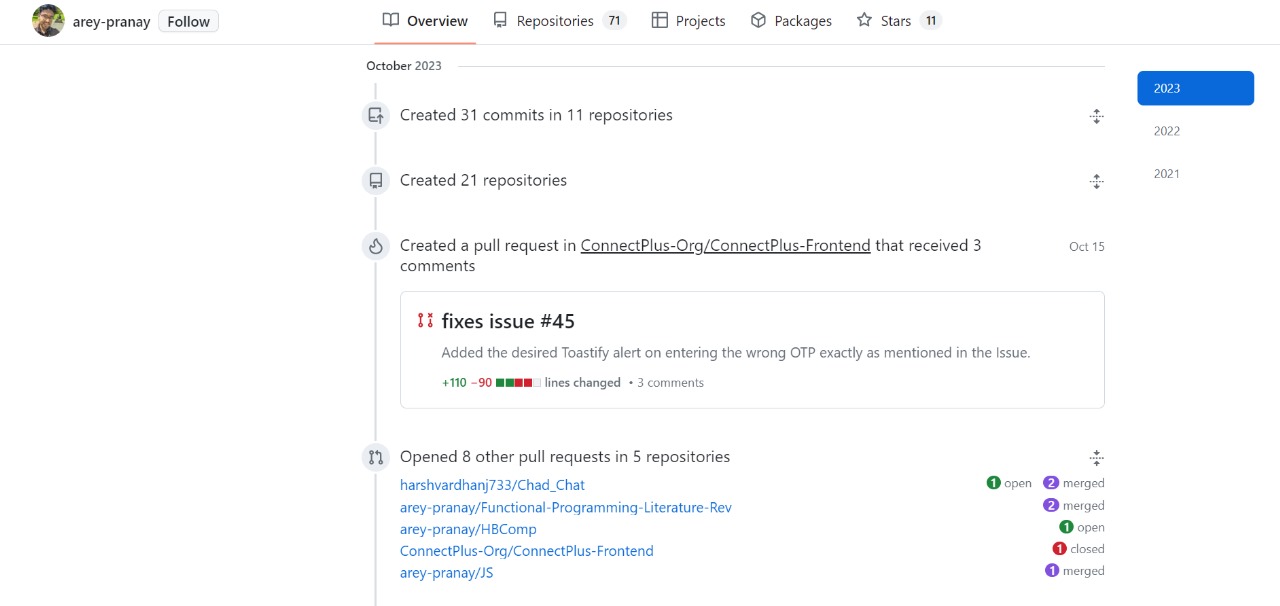 arey-pranay Follow Overview Repositories 71 Projects Packages Stars 11
October 2023
2023
2022
2021
Created 31 commits in 11 repositories
Created 21 repositories
Created a pull request in ConnectPlus-Org/ConnectPlus-Frontend that received 3 comments Oct 15
fixes issue #45
Added the desired Toastify alert on entering the wrong OTP exactly as mentioned in the Issue.
+110 −90 lines changed • 3 comments
Opened 8 other pull requests in 5 repositories
harshvardhanj733/Chad_Chat 1 open 2 merged
arey-pranay/Functional-Programming-Literature-Rev 2 merged
arey-pranay/HBComp 1 open
ConnectPlus-Org/ConnectPlus-Frontend 1 closed
arey-pranay/JS 1 merged